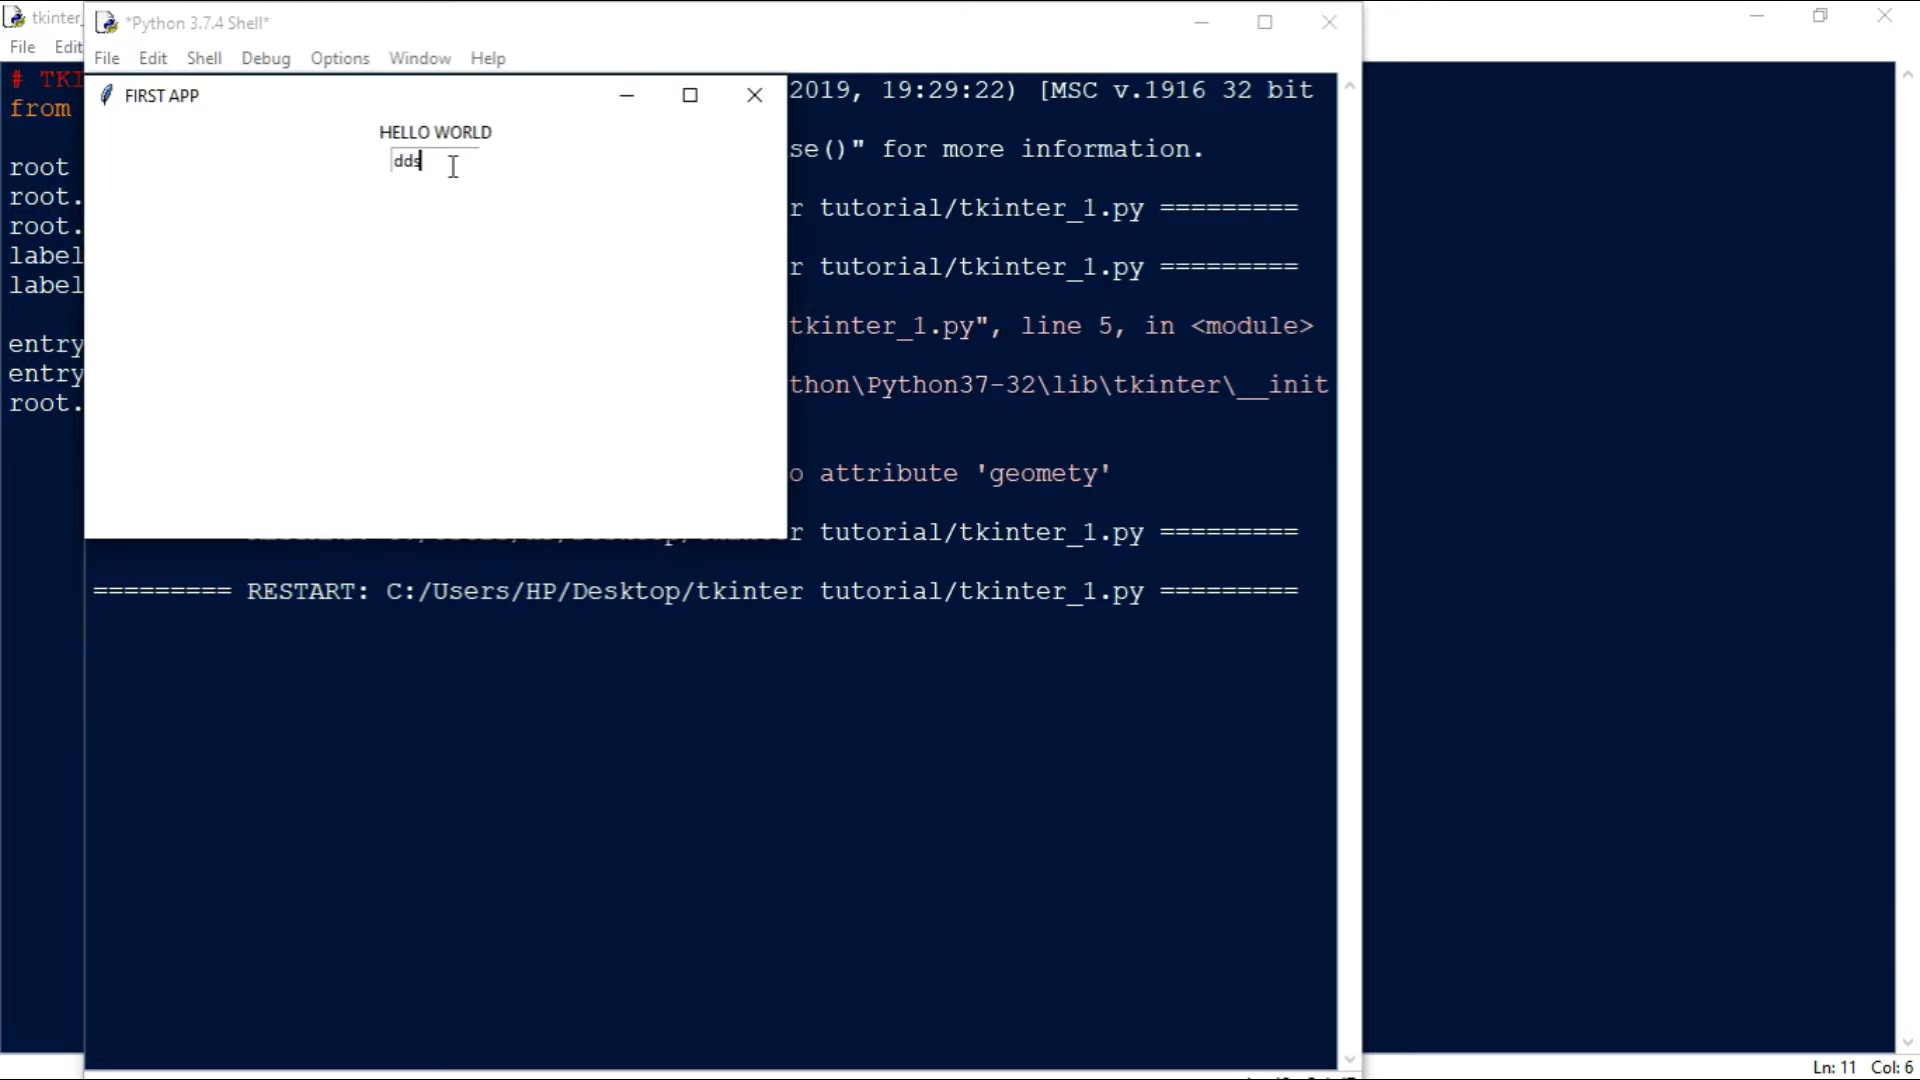 tkinter_
*Python 3.7.4 Shell*
File Edit
File Edit Shell Debug Options Window Help
# TKI
from
root
root.
root.
label
label
entry
entry
root.
FIRST APP
HELLO WORLD
dds
2019, 19:29:22) [MSC v.1916 32 bit
se()" for more information.
r tutorial/tkinter_1.py =========
r tutorial/tkinter_1.py =========
tkinter_1.py", line 5, in <module>
thon\Python37-32\lib\tkinter\__init
o attribute 'geomety'
r tutorial/tkinter_1.py =========
========= RESTART: C:/Users/HP/Desktop/tkinter tutorial/tkinter_1.py =========
Ln: 11 Col: 6